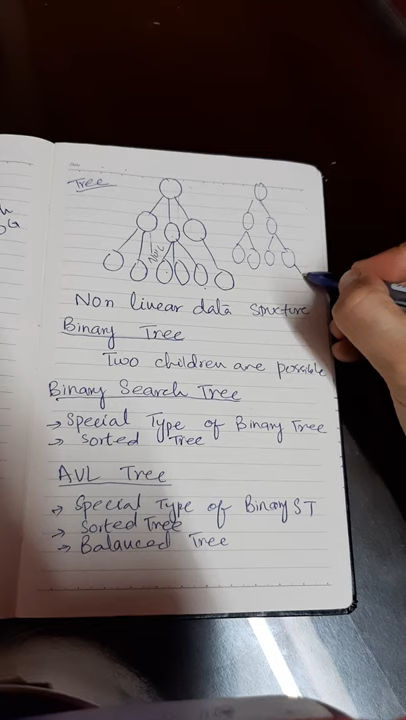 Tree
NUL
Non linear data structure
Binary Tree
Two children are possible
Binary Search Tree
→ Special Type of Binary Tree
→ Sorted Tree
AVL Tree
→ Special Type of Binary ST
→ Sorted Tree
→ Balanced Tree